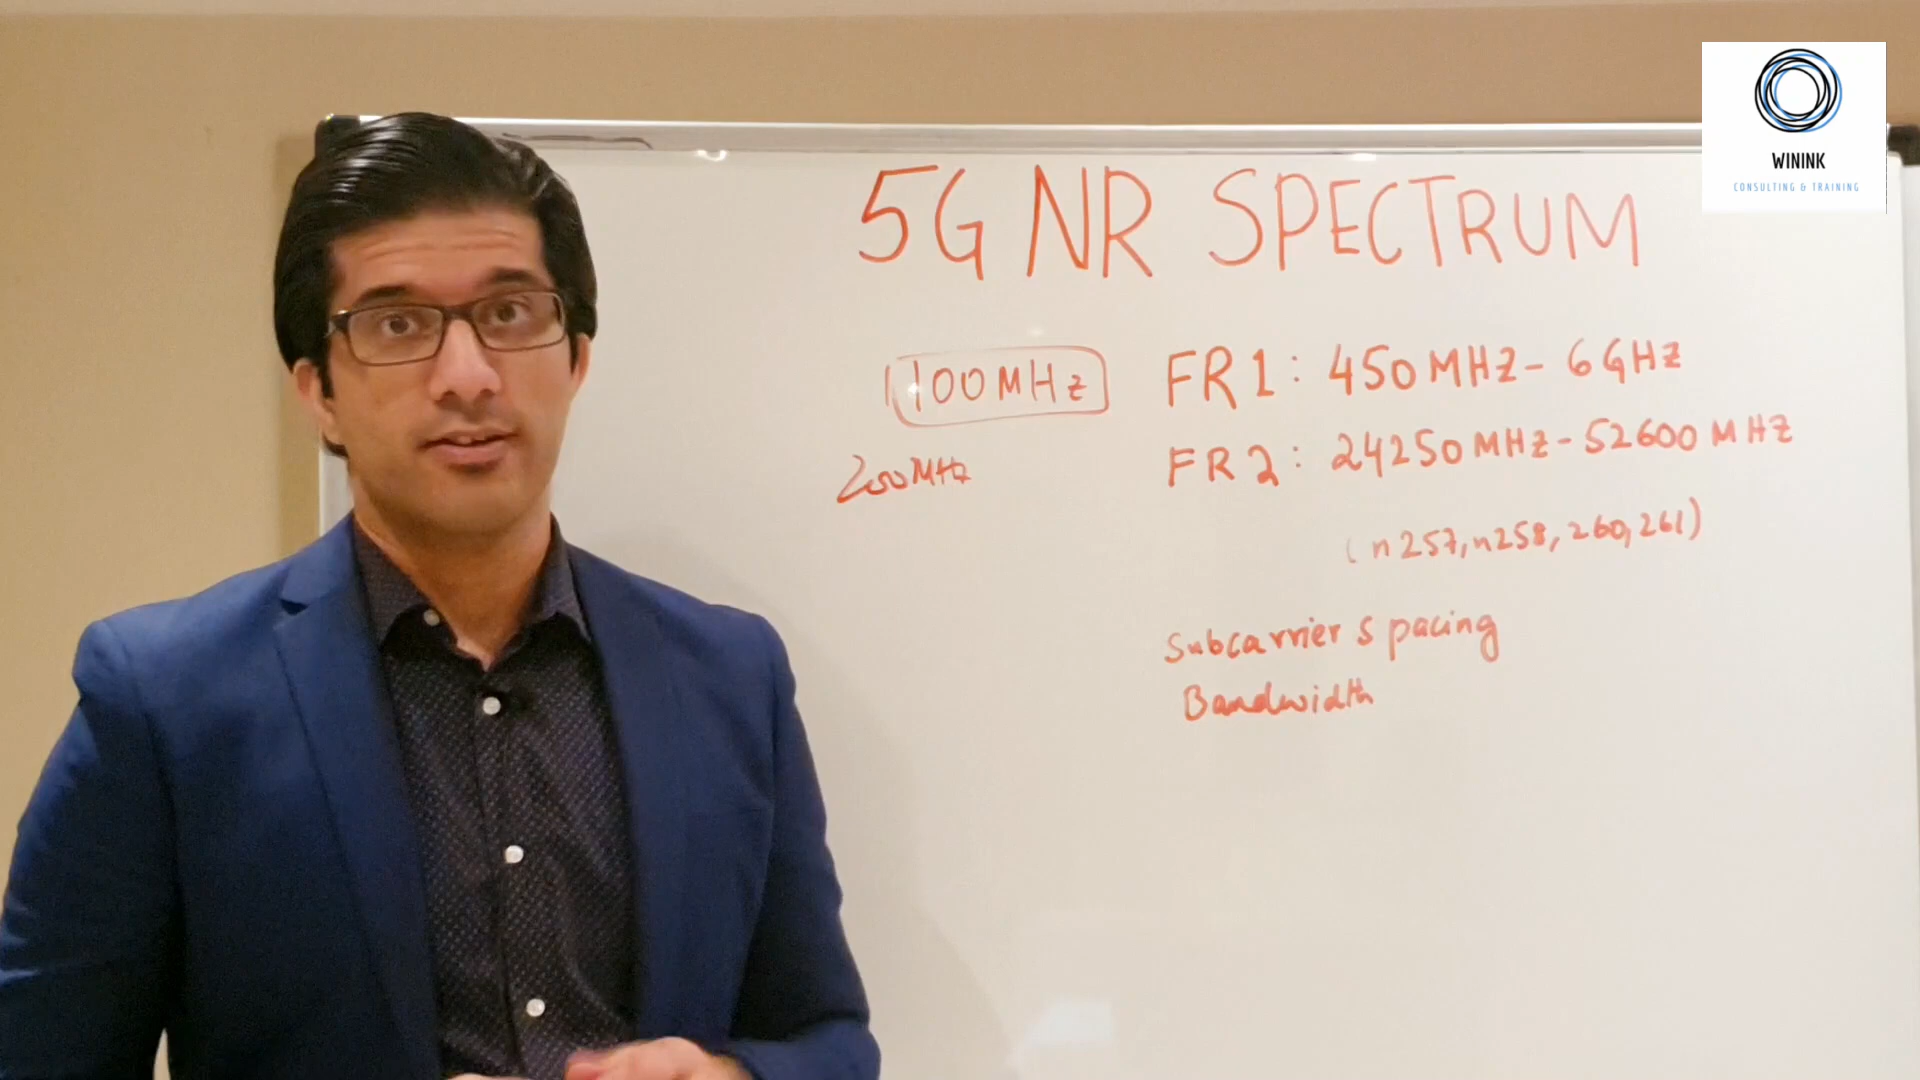 WININK
CONSULTING & TRAINING
5G NR SPECTRUM
100MHz FR1: 450MHZ- 6GHZ
200MHz FR2: 24250MHZ-52600MHZ
(n257,n258,260,261)
Subcarrier spacing
Bandwidth